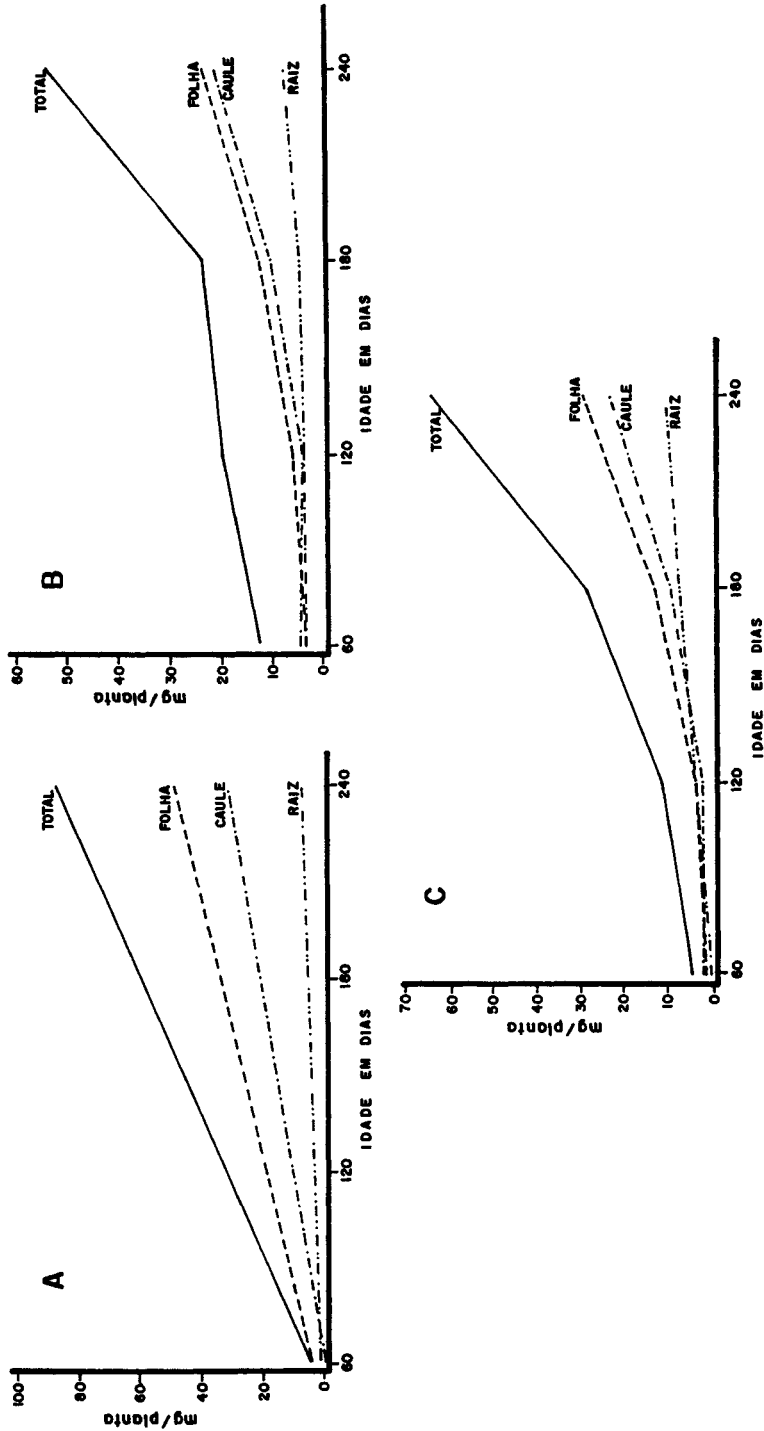 A
mg/planta
100
80
60
40
20
0
TOTAL
FOLHA
CAULE
RAIZ
60
120
180
240
IDADE EM DIAS
B
mg/planta
60
50
40
30
20
10
0
TOTAL
FOLHA
CAULE
RAIZ
60
120
180
240
IDADE EM DIAS
C
mg/planta
70
60
50
40
30
20
10
0
TOTAL
FOLHA
CAULE
RAIZ
60
120
180
240
IDADE EM DIAS